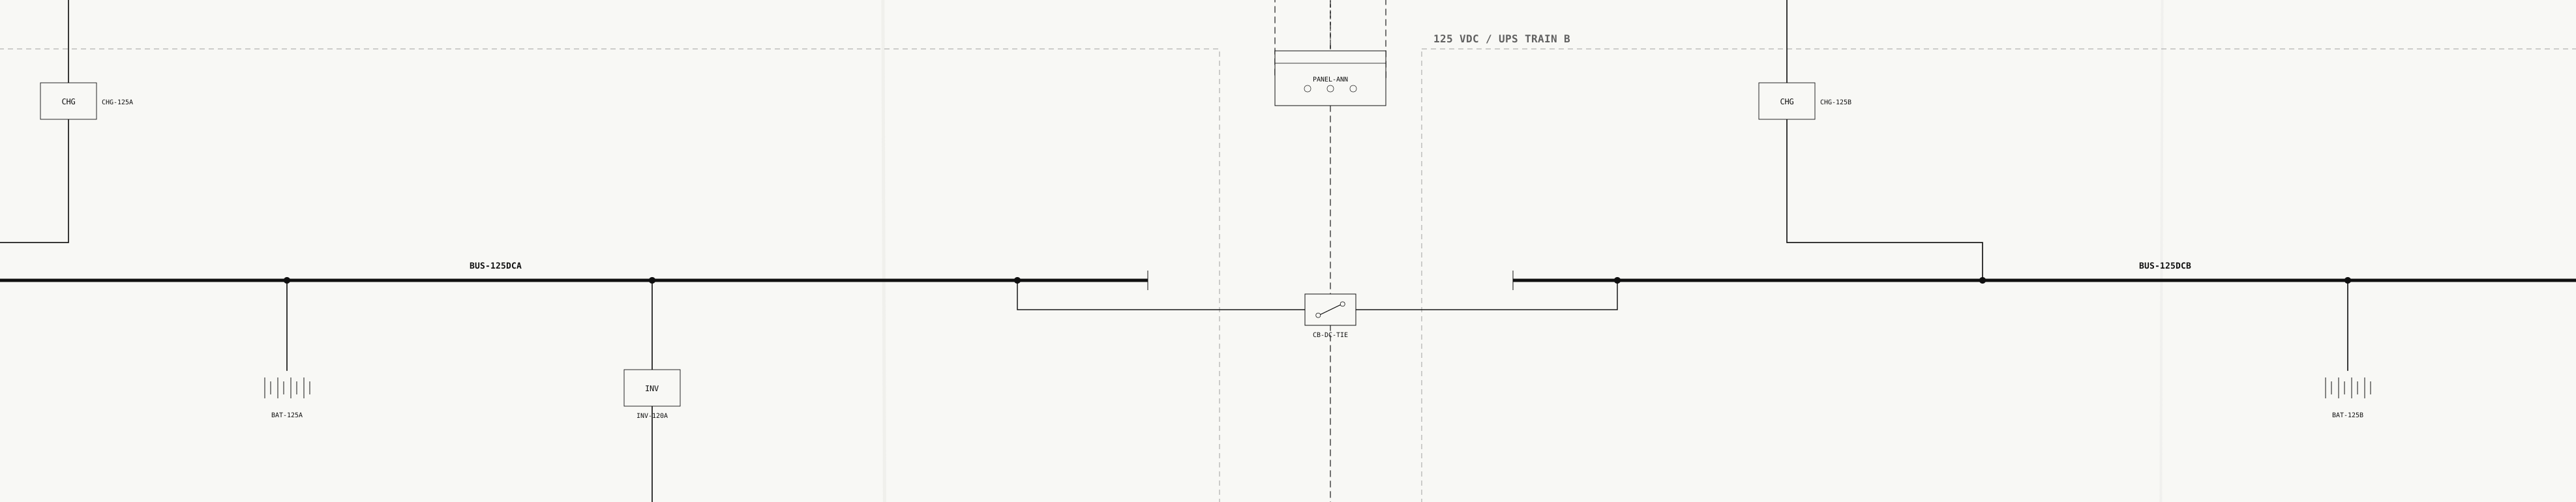 125 VDC / UPS TRAIN B
PANEL-ANN
CHG
CHG-125A
CHG
CHG-125B
BUS-125DCA
BUS-125DCB
CB-DC-TIE
INV
BAT-125A
INV-120A
BAT-125B